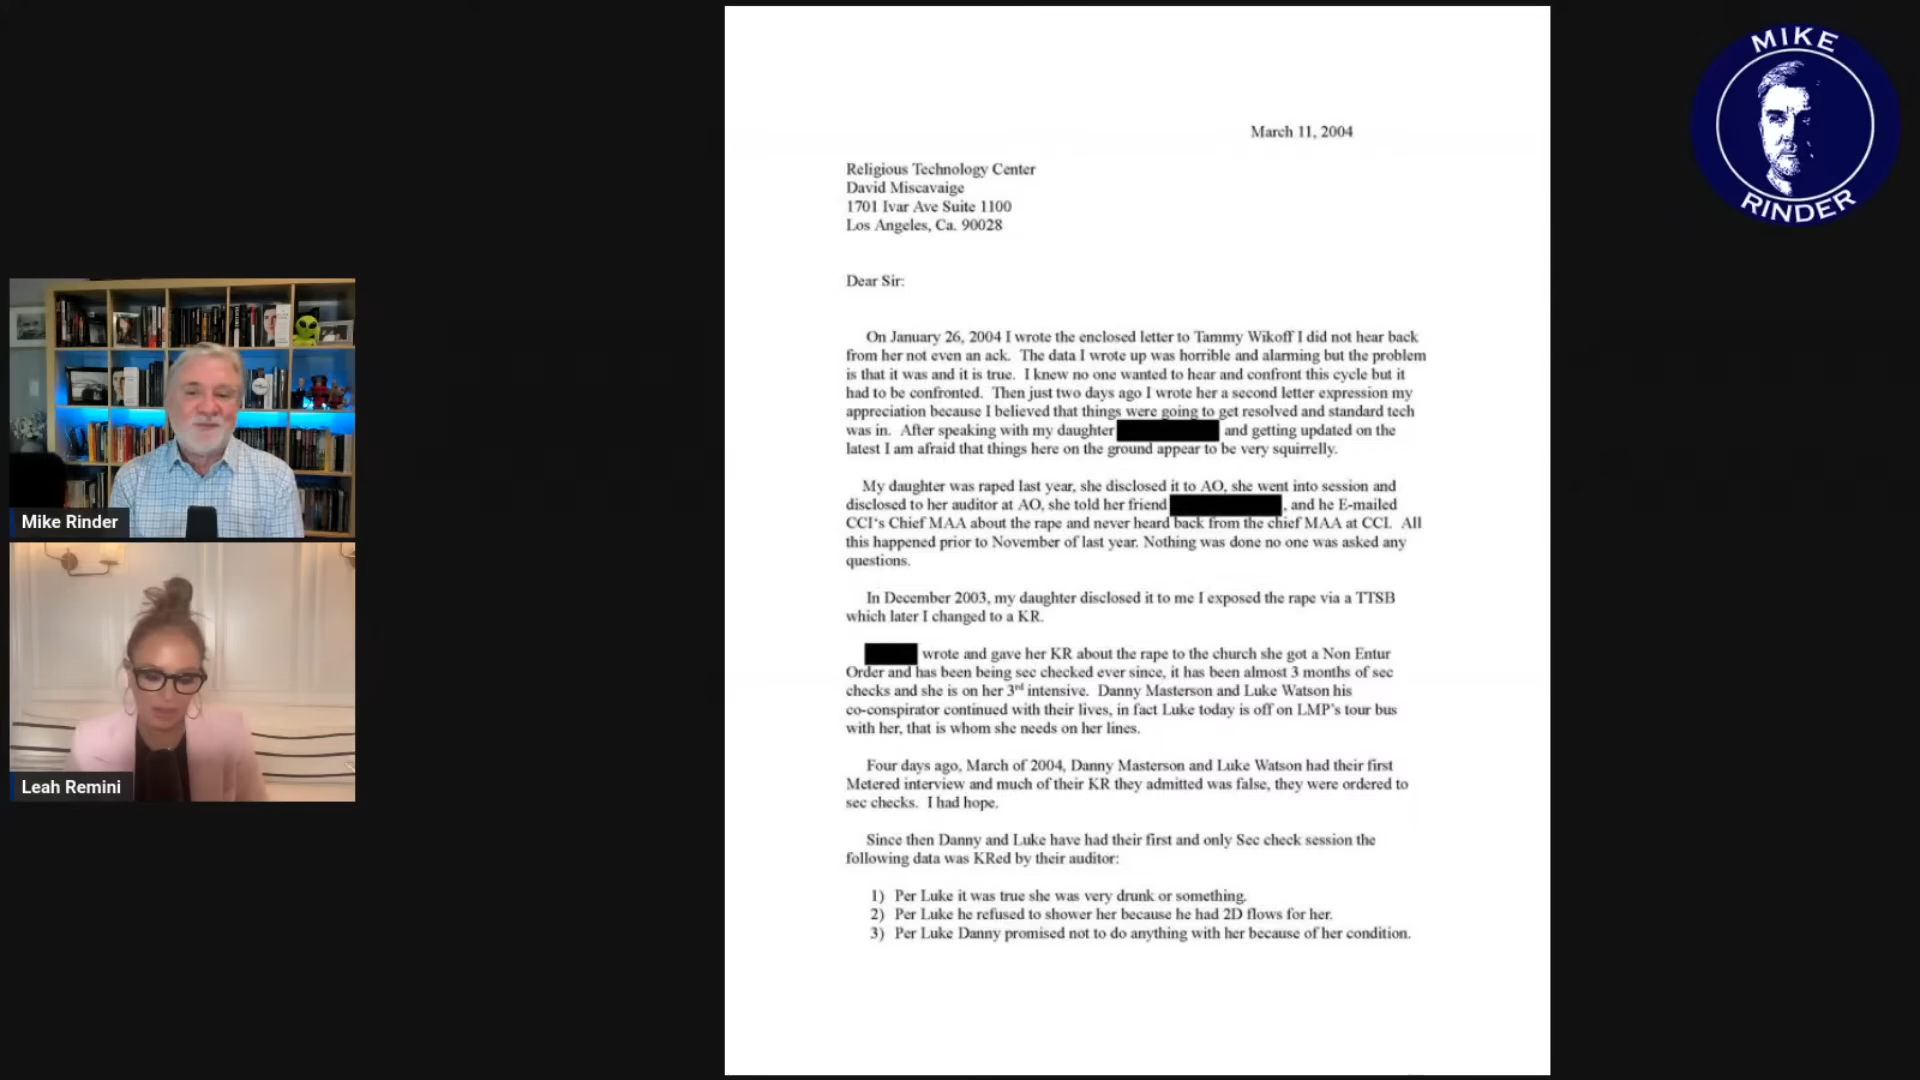 MIKE
RINDER
March 11, 2004
Religious Technology Center
David Miscavaige
1701 Ivar Ave Suite 1100
Los Angeles, Ca. 90028
Dear Sir:
On January 26, 2004 I wrote the enclosed letter to Tammy Wikoff I did not hear back
from her not even an ack.  The data I wrote up was horrible and alarming but the problem
is that it was and it is true.  I knew no one wanted to hear and confront this cycle but it
had to be confronted.  Then just two days ago I wrote her a second letter expression my
appreciation because I believed that things were going to get resolved and standard tech
was in.  After speaking with my daughter and getting updated on the
latest I am afraid that things here on the ground appear to be very squirrelly.
My daughter was raped last year, she disclosed it to AO, she went into session and
disclosed to her auditor at AO, she told her friend , and he E-mailed
CCI's Chief MAA about the rape and never heard back from the chief MAA at CCI.  All
this happened prior to November of last year. Nothing was done no one was asked any
questions.
In December 2003, my daughter disclosed it to me I exposed the rape via a TTSB
which later I changed to a KR.
wrote and gave her KR about the rape to the church she got a Non Entur
Order and has been being sec checked ever since, it has been almost 3 months of sec
checks and she is on her 3rd intensive.  Danny Masterson and Luke Watson his
co-conspirator continued with their lives, in fact Luke today is off on LMP's tour bus
with her, that is whom she needs on her lines.
Four days ago, March of 2004, Danny Masterson and Luke Watson had their first
Metered interview and much of their KR they admitted was false, they were ordered to
sec checks.  I had hope.
Since then Danny and Luke have had their first and only Sec check session the
following data was KRed by their auditor:
1) Per Luke it was true she was very drunk or something.
2) Per Luke he refused to shower her because he had 2D flows for her.
3) Per Luke Danny promised not to do anything with her because of her condition.
Mike Rinder
Leah Remini